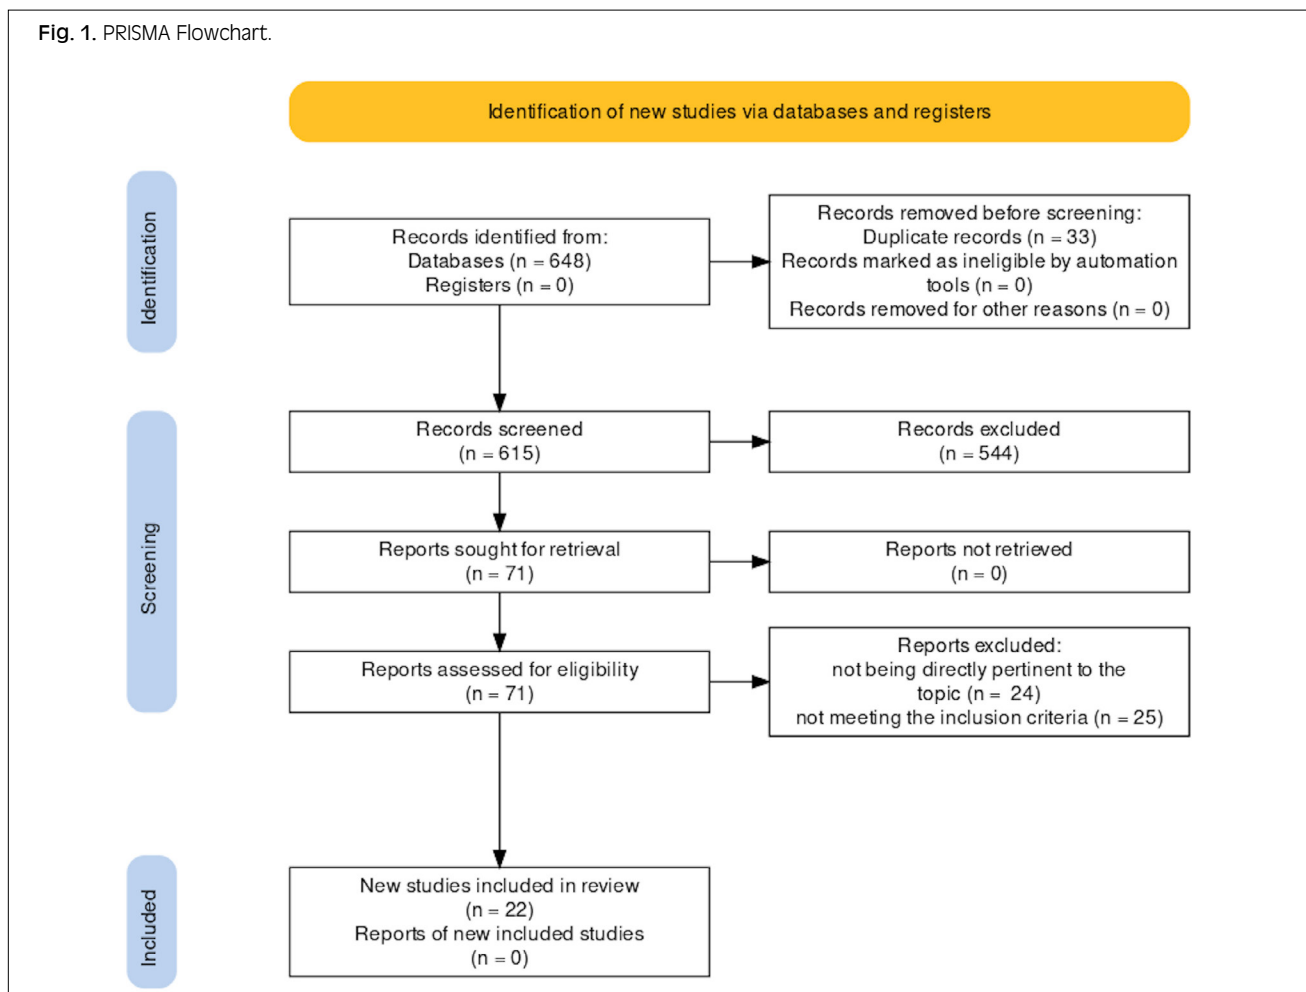 Fig. 1. PRISMA Flowchart.
Identification of new studies via databases and registers
Identification
Records identified from:
Databases (n = 648)
Registers (n = 0)
Records removed before screening:
Duplicate records (n = 33)
Records marked as ineligible by automation
tools (n = 0)
Records removed for other reasons (n = 0)
Screening
Records screened
(n = 615)
Records excluded
(n = 544)
Reports sought for retrieval
(n = 71)
Reports not retrieved
(n = 0)
Reports assessed for eligibility
(n = 71)
Reports excluded:
not being directly pertinent to the
topic (n = 24)
not meeting the inclusion criteria (n = 25)
Included
New studies included in review
(n = 22)
Reports of new included studies
(n = 0)